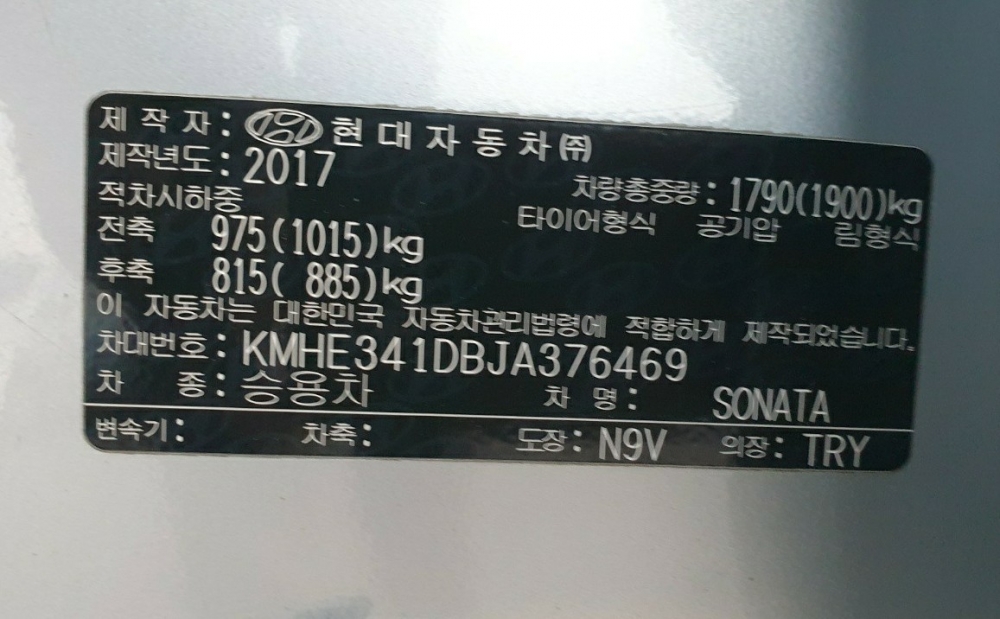 제 작 자 : 현 대 자 동 차 ㈜
제작년도 : 2017
차량총중량 : 1790(1900)kg
적차시하중
타이어형식 공기압 림형식
전축 975(1015)kg
후축 815( 885)kg
이 자동차는 대한민국 자동차관리법령에 적합하게 제작되었습니다.
차대번호 : KMHE341DBJA376469
차 종 : 승용차 차 명 : SONATA
변속기 : 차축 : 도장 : N9V 의장 : TRY